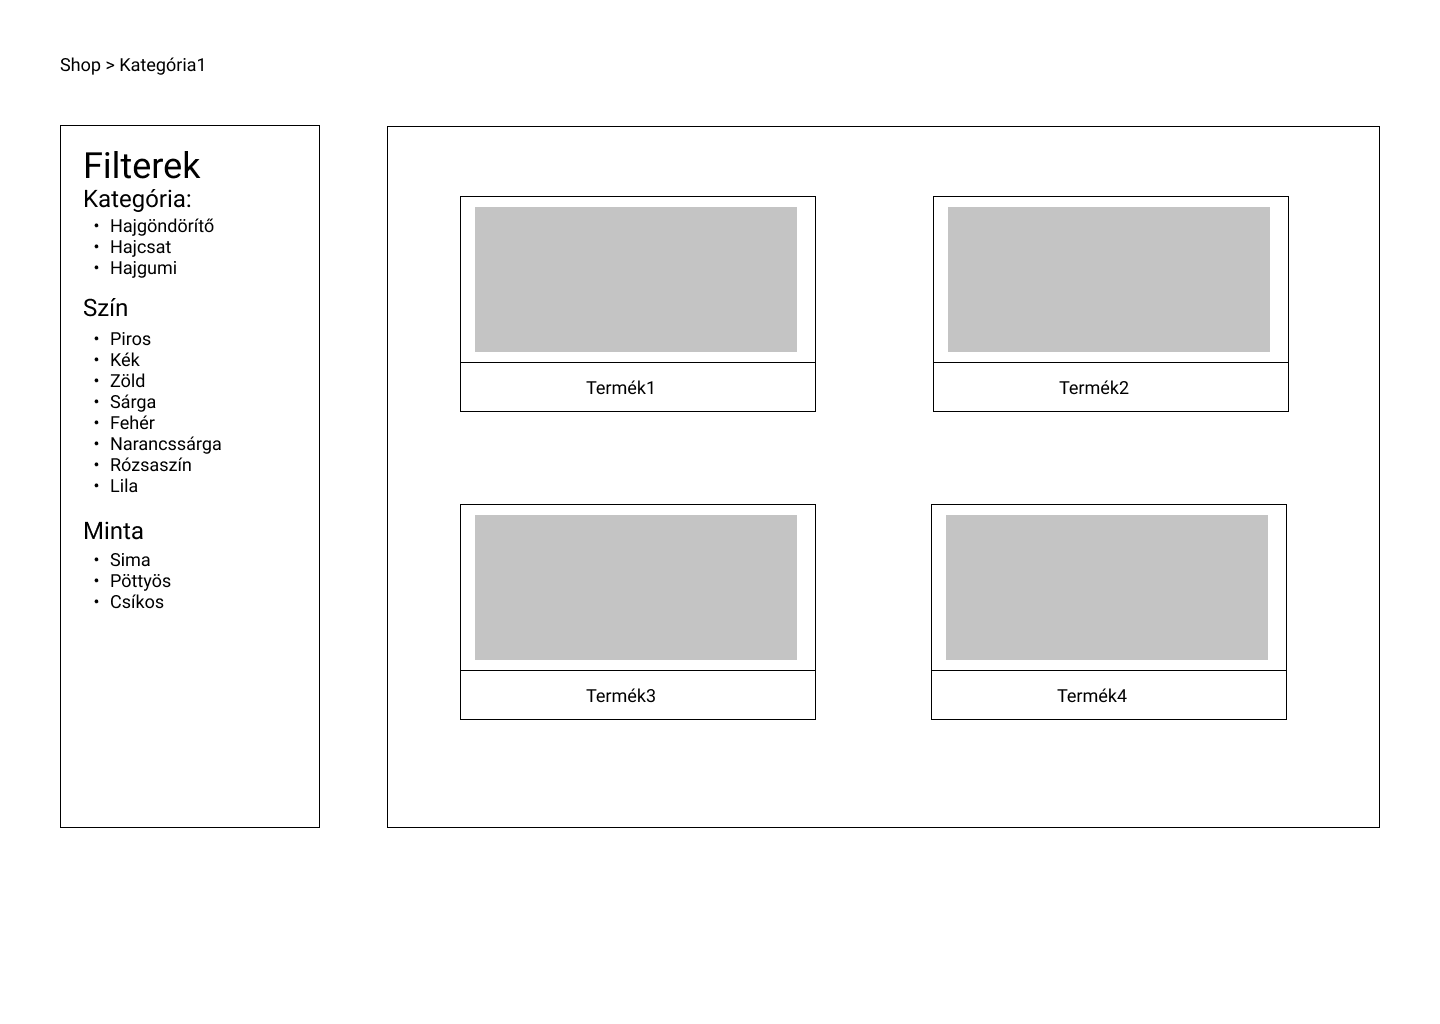 Shop > Kategória1
Filterek
Kategória:
• Hajgöndörítő
• Hajcsat
• Hajgumi
Szín
• Piros
• Kék
• Zöld
• Sárga
• Fehér
• Narancssárga
• Rózsaszín
• Lila
Minta
• Sima
• Pöttyös
• Csíkos
Termék1
Termék2
Termék3
Termék4